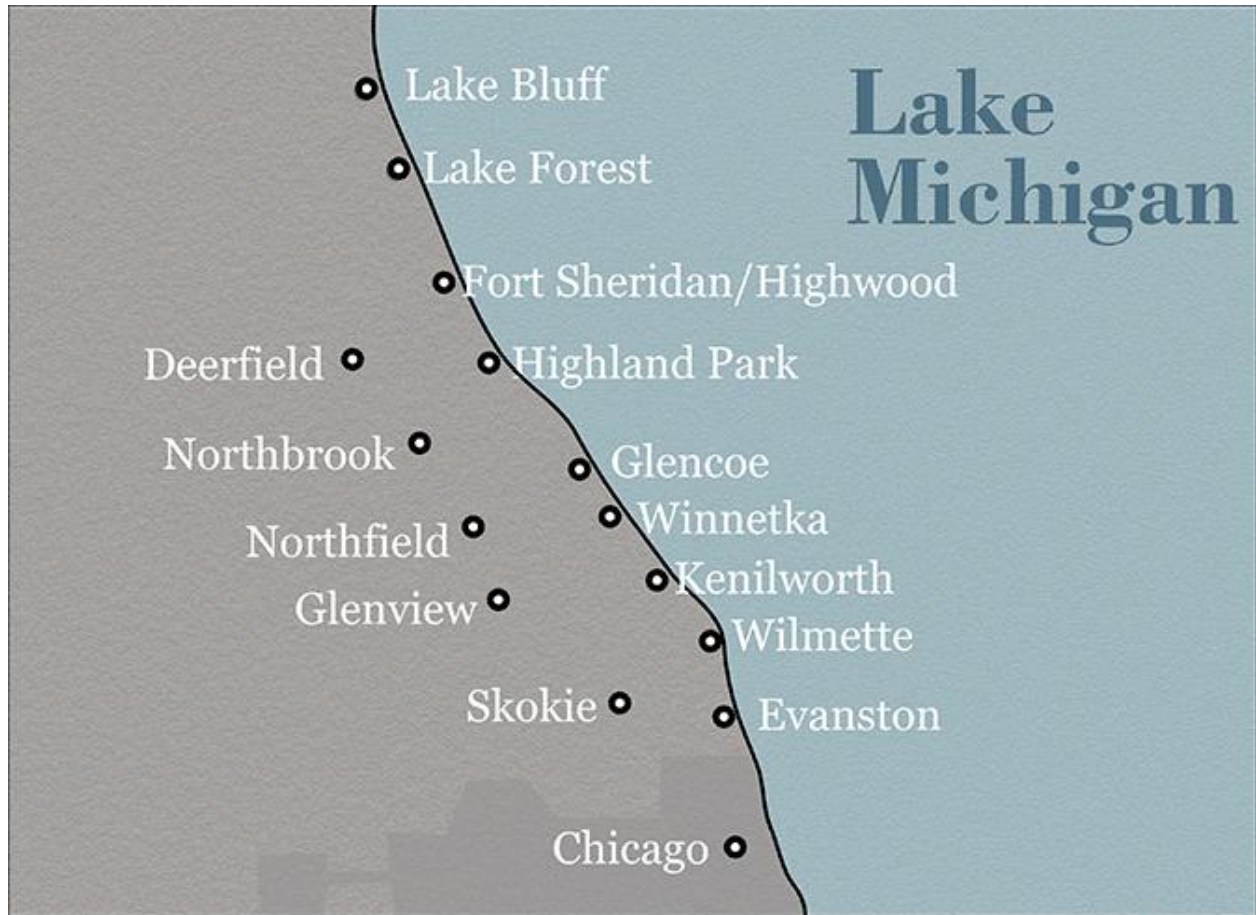 Lake Bluff
Lake
Michigan
Lake Forest
Fort Sheridan/Highwood
Deerfield
Highland Park
Northbrook
Glencoe
Winnetka
Northfield
Kenilworth
Glenview
Wilmette
Skokie
Evanston
Chicago